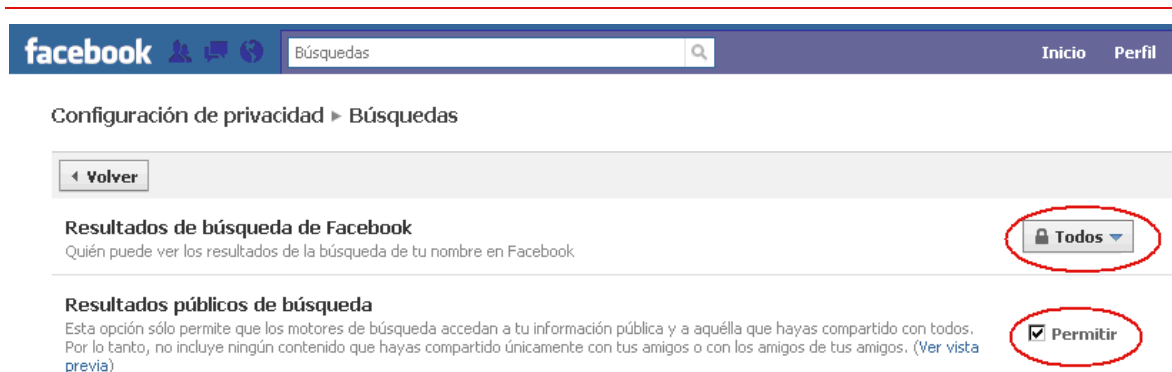 facebook Búsquedas Inicio Perfil
Configuración de privacidad ▸ Búsquedas
Volver
Resultados de búsqueda de Facebook
Todos
Quién puede ver los resultados de la búsqueda de tu nombre en Facebook
Resultados públicos de búsqueda
Esta opción sólo permite que los motores de búsqueda accedan a tu información pública y a aquélla que hayas compartido con todos.
Permitir
Por lo tanto, no incluye ningún contenido que hayas compartido únicamente con tus amigos o con los amigos de tus amigos. (Ver vista
previa)